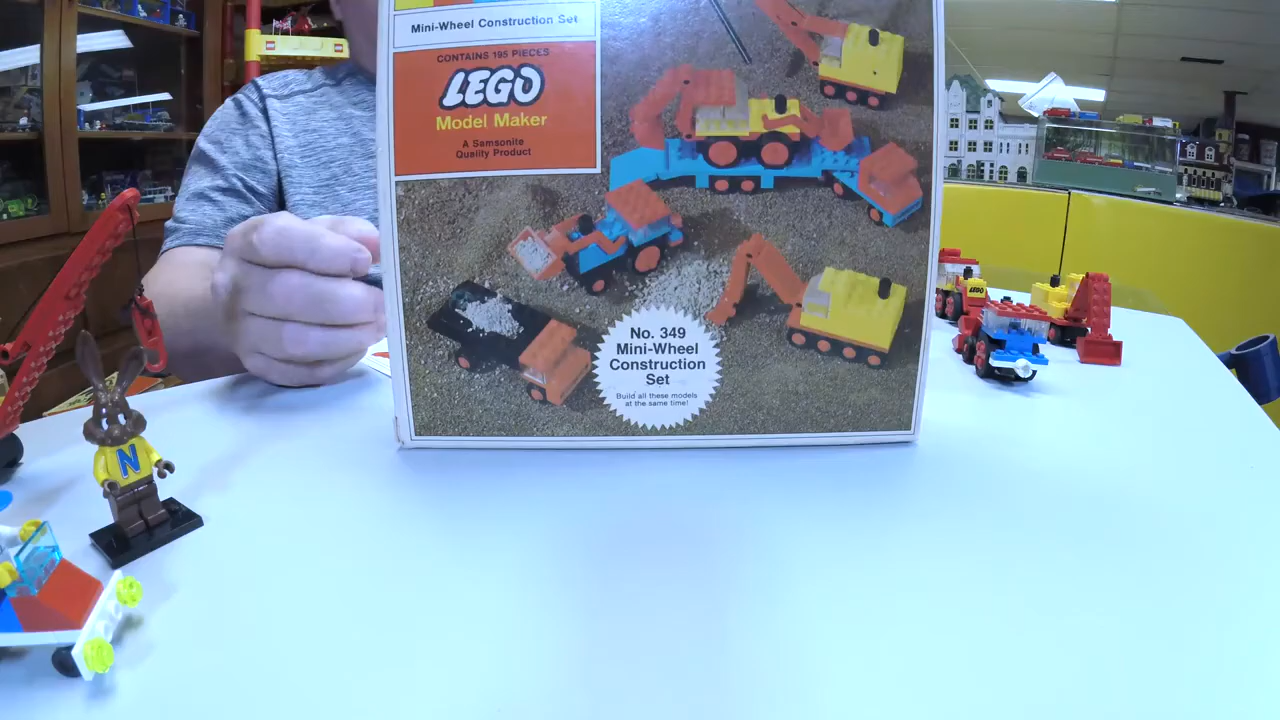 Mini-Wheel Construction Set
CONTAINS 195 PIECES
LEGO
Model Maker
A Samsonite
Quality Product
No. 349
Mini-Wheel
Construction
Set
Build all these models
at the same time!
N
LEGO